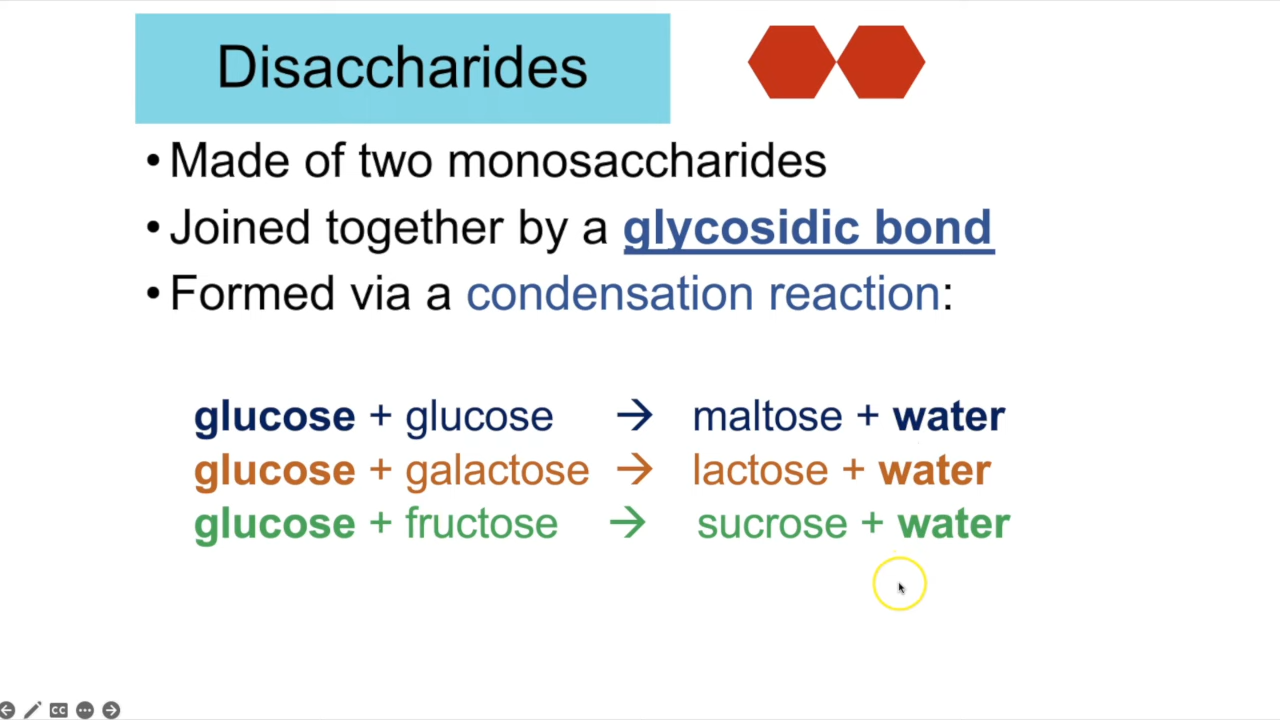 Disaccharides
• Made of two monosaccharides
• Joined together by a glycosidic bond
• Formed via a condensation reaction:
glucose + glucose → maltose + water
glucose + galactose → lactose + water
glucose + fructose → sucrose + water
CC